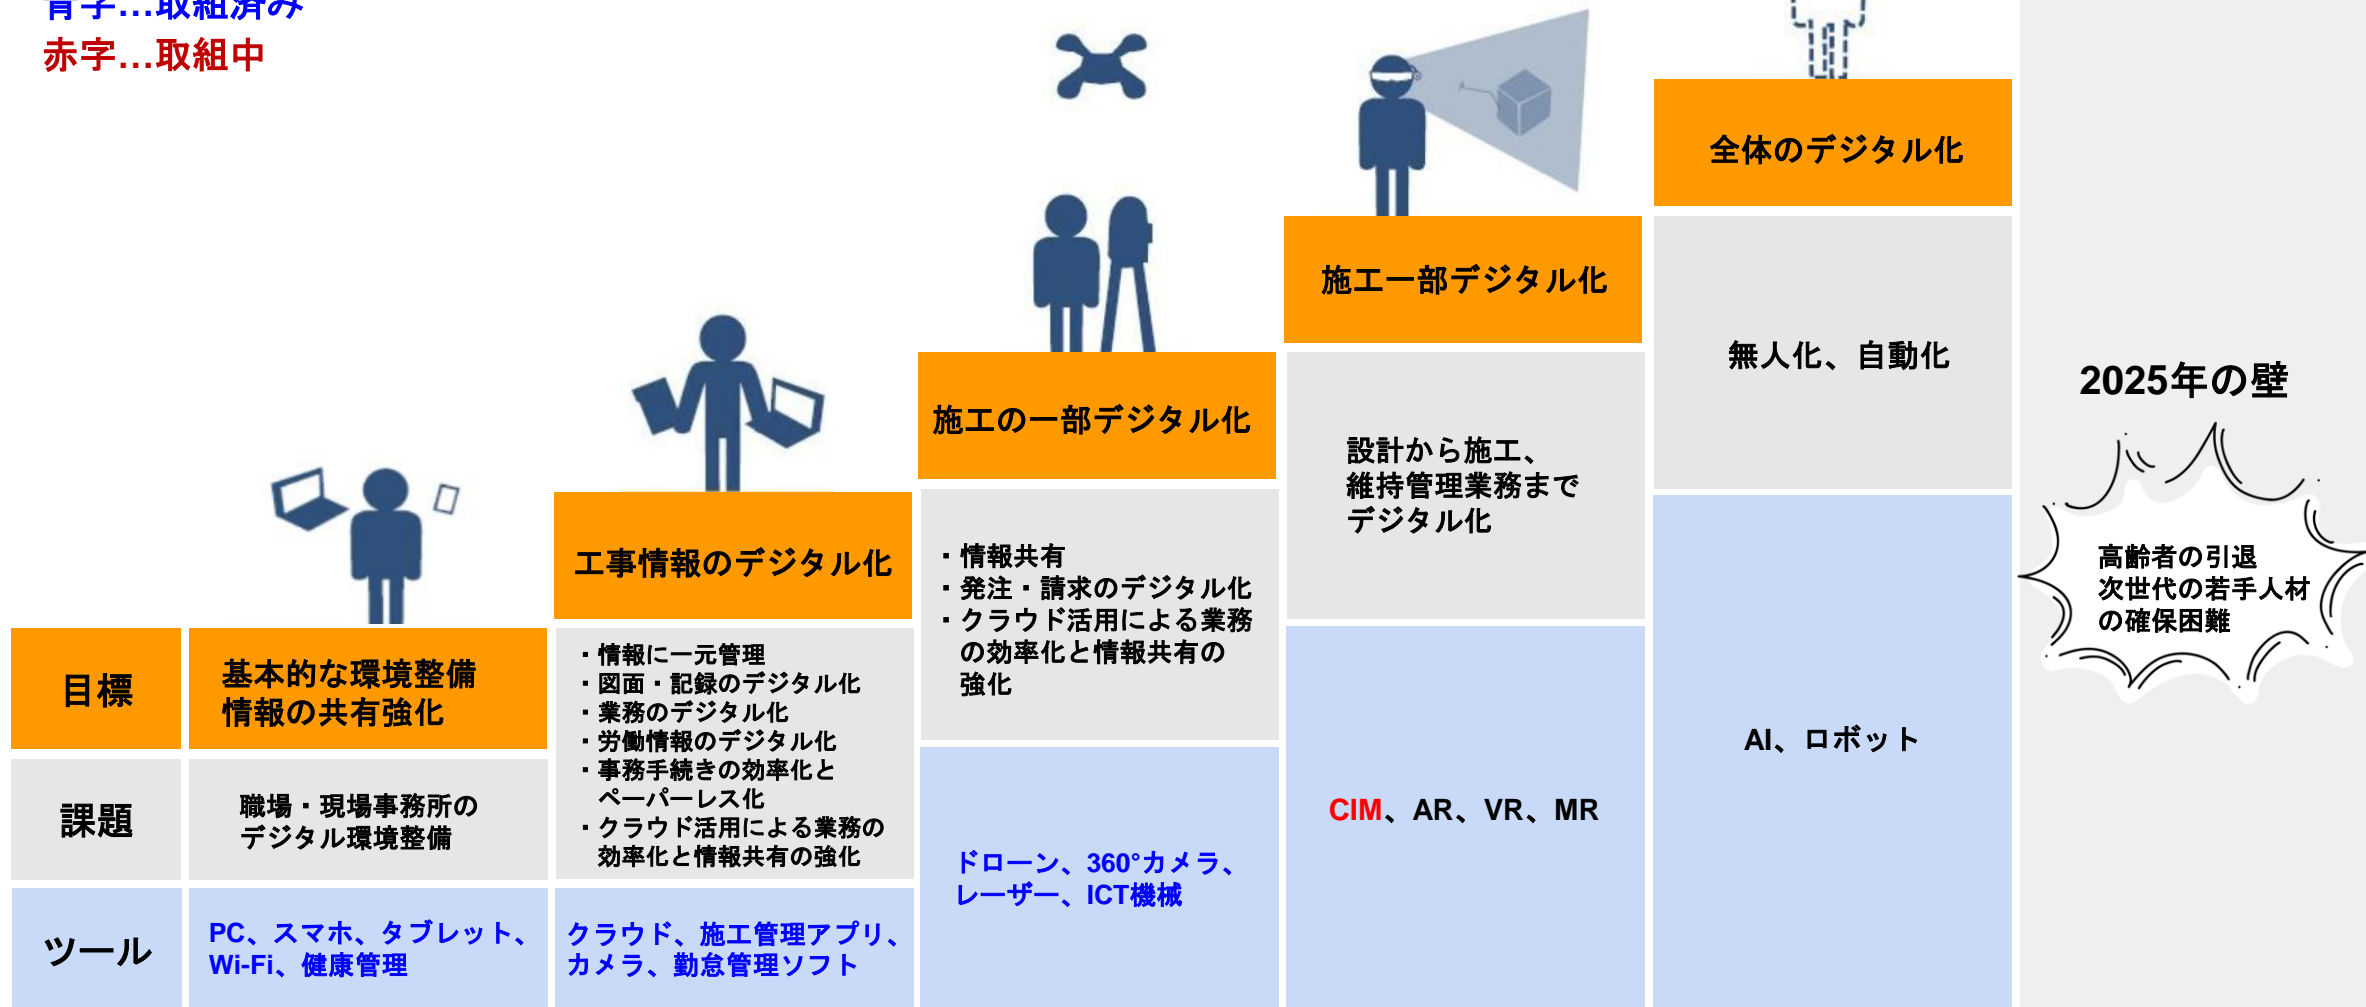 青字…取組済み
赤字…取組中
全体のデジタル化
無人化、自動化
AI、ロボット
施工一部デジタル化
設計から施工、
維持管理業務まで
デジタル化
CIM、AR、VR、MR
施工の一部デジタル化
・情報共有
・発注・請求のデジタル化
・クラウド活用による業務
の効率化と情報共有の
強化
ドローン、360°カメラ、
レーザー、ICT機械
工事情報のデジタル化
・情報に一元管理
・図面・記録のデジタル化
・業務のデジタル化
・労働情報のデジタル化
・事務手続きの効率化と
ペーパーレス化
・クラウド活用による業務の
効率化と情報共有の強化
クラウド、施工管理アプリ、
カメラ、勤怠管理ソフト
目標
基本的な環境整備
情報の共有強化
課題
職場・現場事務所の
デジタル環境整備
ツール
PC、スマホ、タブレット、
Wi-Fi、健康管理
2025年の壁
高齢者の引退
次世代の若手人材
の確保困難